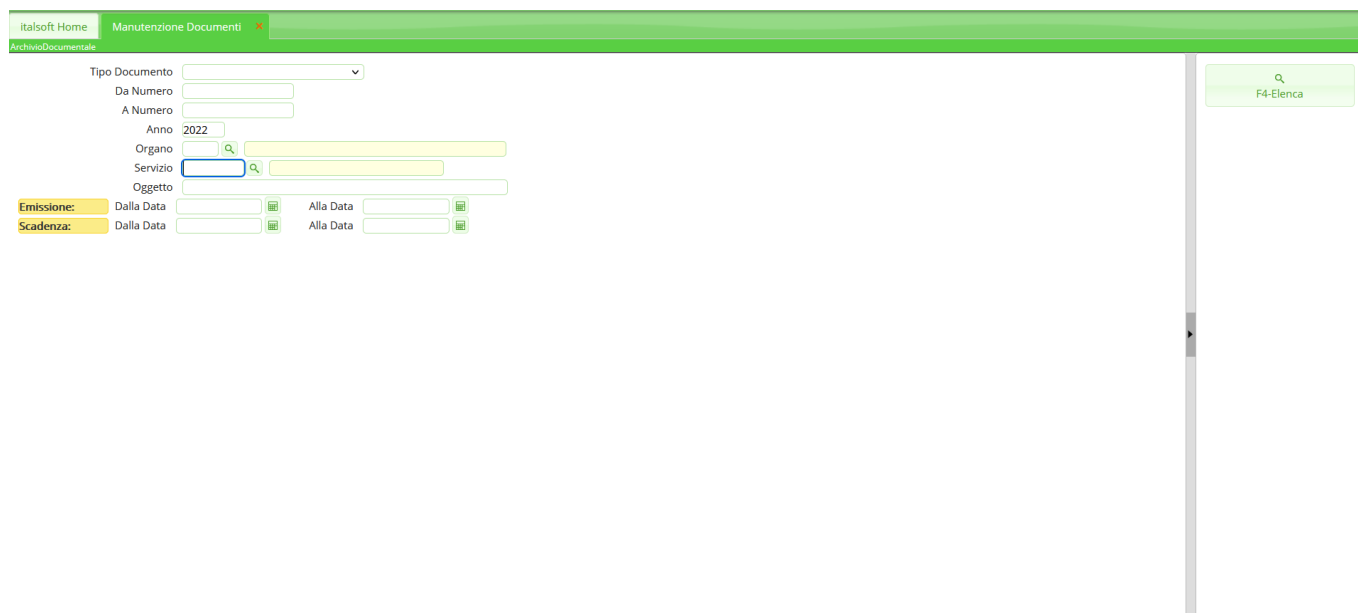 italsoft Home Manutenzione Documenti ×
ArchivioDocumentale
Tipo Documento
F4-Elenca
Da Numero
A Numero
Anno 2022
Organo
Servizio
Oggetto
Emissione: Dalla Data Alla Data
Scadenza: Dalla Data Alla Data